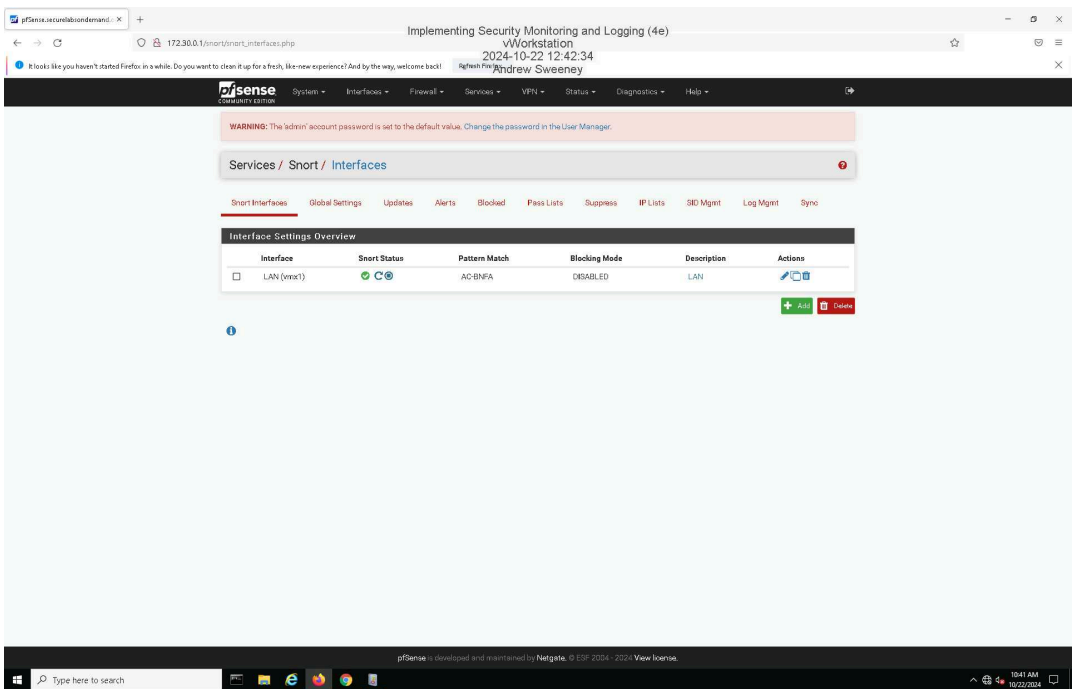 pfSense.securelabsondemand.c × +
Implementing Security Monitoring and Logging (4e)
vWorkstation
2024-10-22 12:42:34
Andrew Sweeney
172.30.0.1/snort/snort_interfaces.php
It looks like you haven't started Firefox in a while. Do you want to clean it up for a fresh, like-new experience? And by the way, welcome back!
pfsense System Interfaces Firewall Services VPN Status Diagnostics Help
COMMUNITY EDITION
WARNING: The 'admin' account password is set to the default value. Change the password in the User Manager.
Services / Snort / Interfaces
Snort Interfaces Global Settings Updates Alerts Blocked Pass Lists Suppress IP Lists SID Mgmt Log Mgmt Sync
Interface Settings Overview
Interface Snort Status Pattern Match Blocking Mode Description Actions
LAN (vmx1) AC-BNFA DISABLED LAN
+ Add Delete
pfSense is developed and maintained by Netgate. © ESF 2004 - 2024 View license.
Type here to search
10:41 AM
10/22/2024